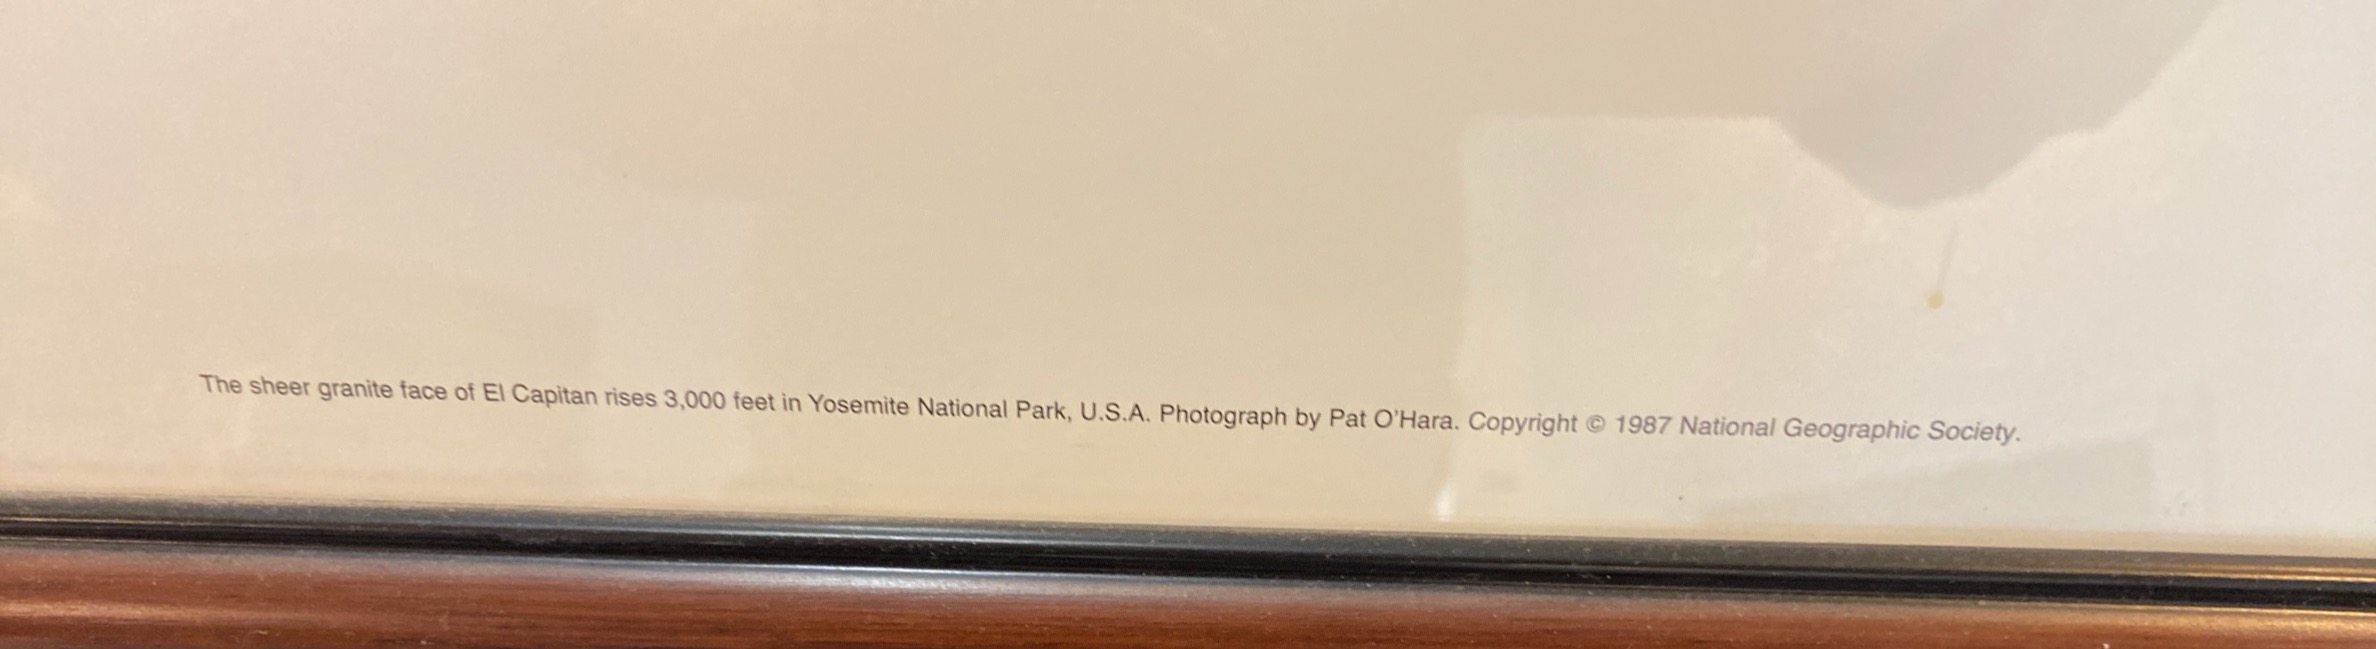 The sheer granite face of El Capitan rises 3,000 feet in Yosemite National Park, U.S.A. Photograph by Pat O'Hara. Copyright © 1987 National Geographic Society.